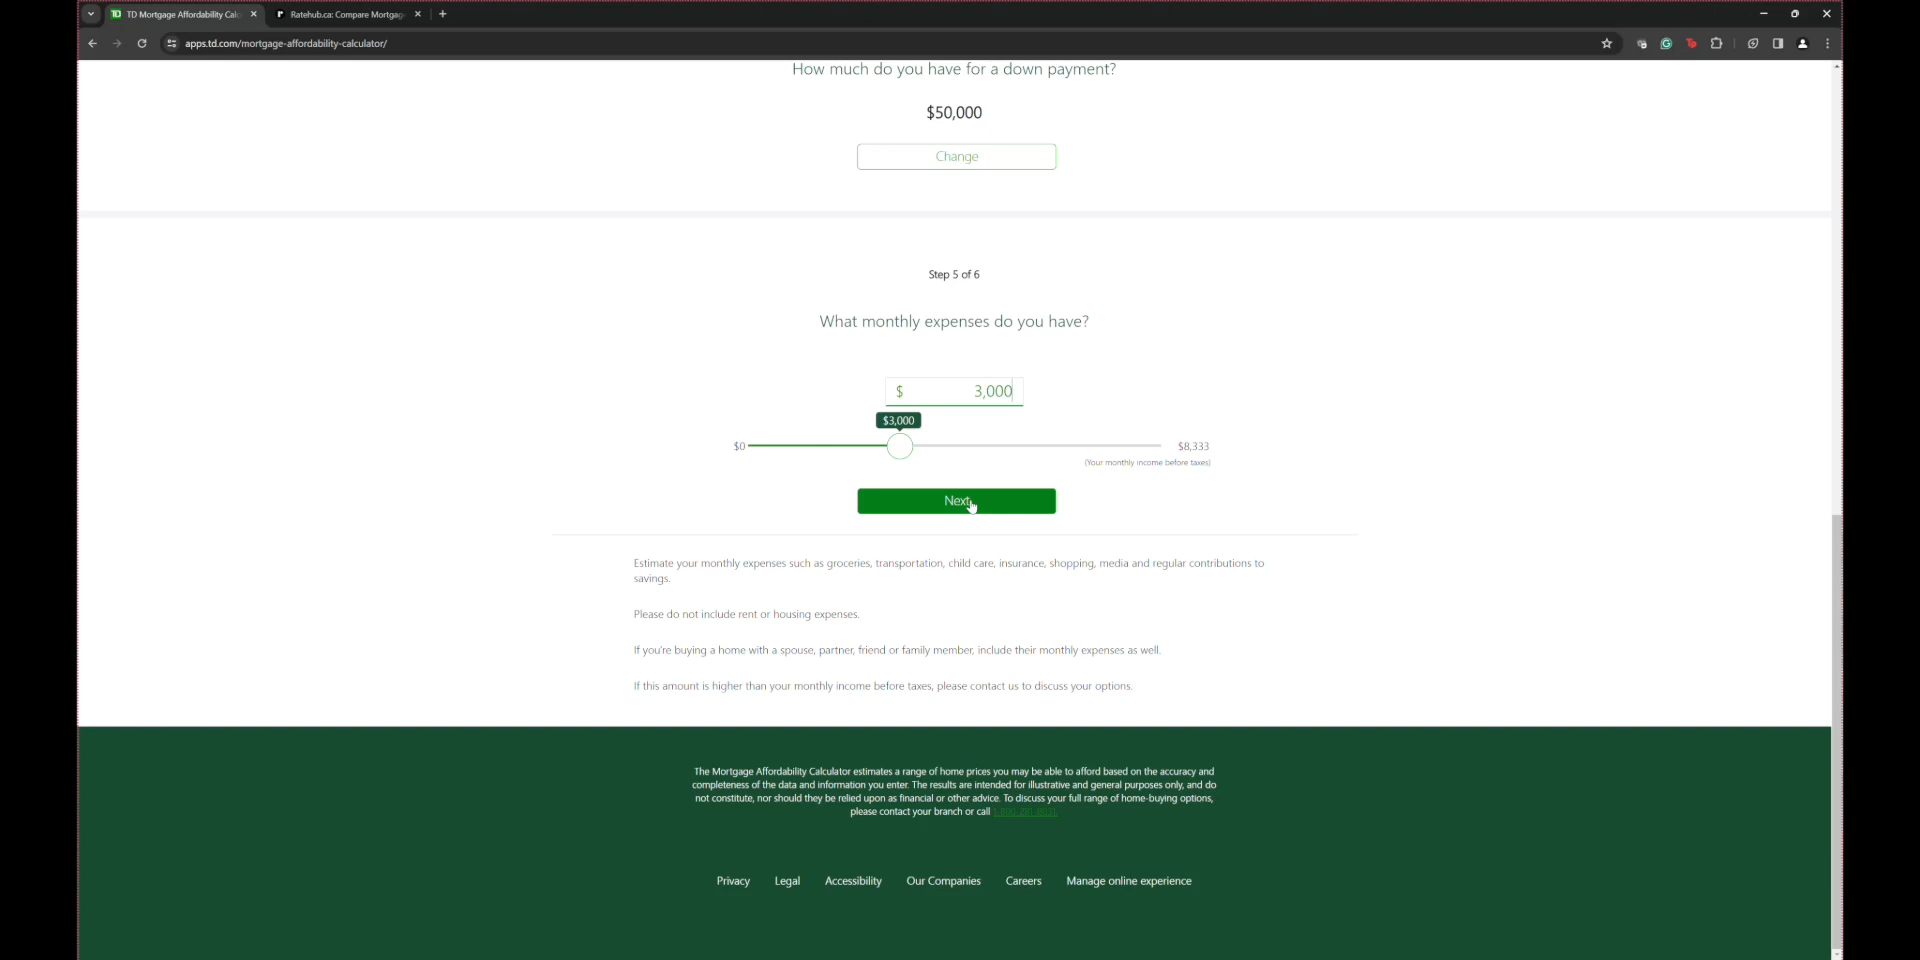 TD Mortgage Affordability Calc
Ratehub.ca: Compare Mortgag
apps.td.com/mortgage-affordability-calculator/
How much do you have for a down payment?
$50,000
Change
Step 5 of 6
What monthly expenses do you have?
$ 3,000
$3,000
$0
$8,333
(Your monthly income before taxes)
Next
Estimate your monthly expenses such as groceries, transportation, child care, insurance, shopping, media and regular contributions to
savings.
Please do not include rent or housing expenses.
If you're buying a home with a spouse, partner, friend or family member, include their monthly expenses as well.
If this amount is higher than your monthly income before taxes, please contact us to discuss your options.
The Mortgage Affordability Calculator estimates a range of home prices you may be able to afford based on the accuracy and
completeness of the data and information you enter. The results are intended for illustrative and general purposes only, and do
not constitute, nor should they be relied upon as financial or other advice. To discuss your full range of home-buying options,
please contact your branch or call
Privacy Legal Accessibility Our Companies Careers Manage online experience